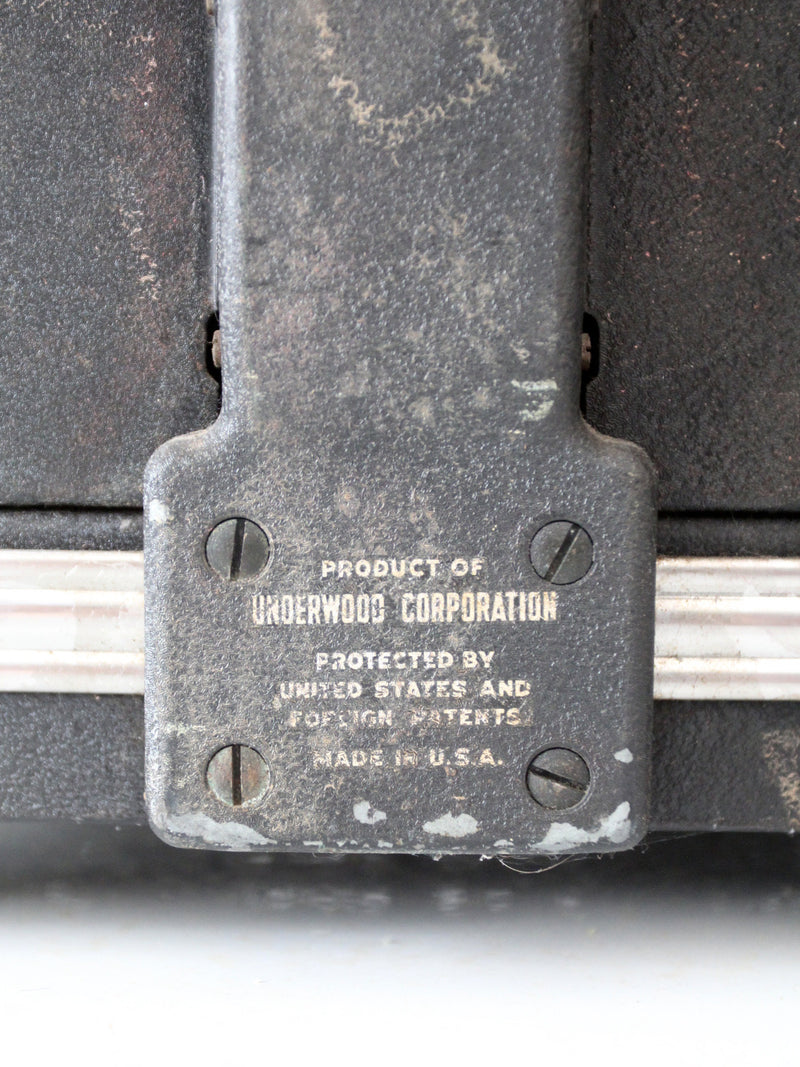 PRODUCT OF
UNDERWOOD CORPORATION
PROTECTED BY
UNITED STATES AND
FOREIGN PATENTS
MADE IN U.S.A.